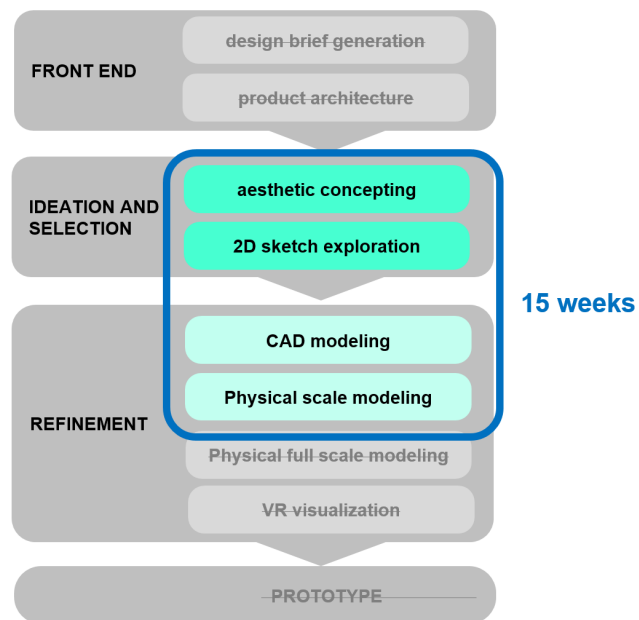 design brief generation
FRONT END
product architecture
aesthetic concepting
IDEATION AND
SELECTION
2D sketch exploration
15 weeks
CAD modeling
Physical scale modeling
REFINEMENT
Physical full scale modeling
VR visualization
PROTOTYPE